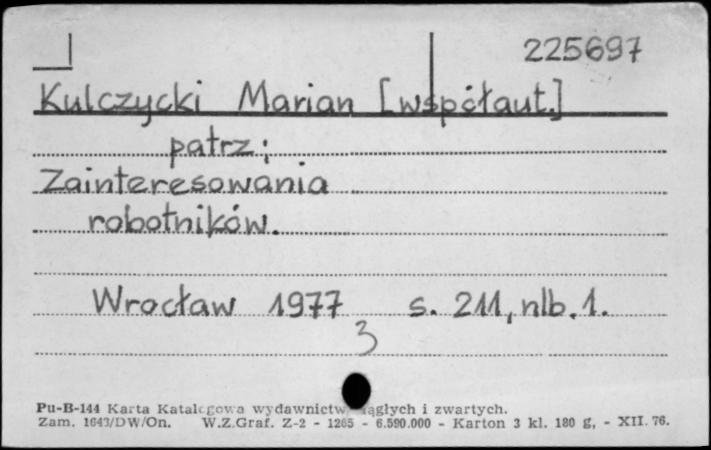 225697
Kulczycki Marian [współaut.]
patrz:
Zainteresowania
robotników.
Wrocław 1977 s. 211, nlb. 1.
3
Pu-B-144 Karta Katalogowa wydawnictw ciągłych i zwartych.
Zam. 1643/DW/On. W.Z.Graf. Z-2 - 1265 - 6.590.000 - Karton 3 kl. 180 g, - XII. 76.